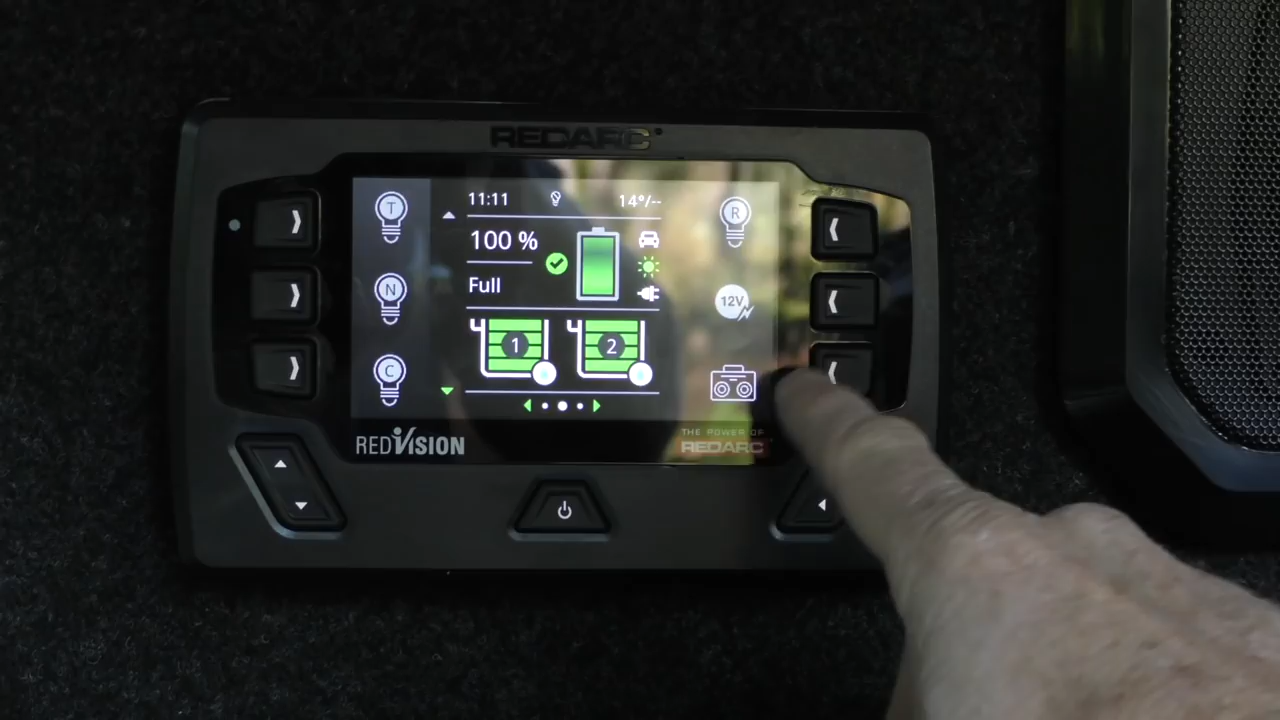 REDARC
T
11:11
14°/--
R
100 %
N
12V
Full
1
2
C
REDVISION
THE POWER OF
REDARC